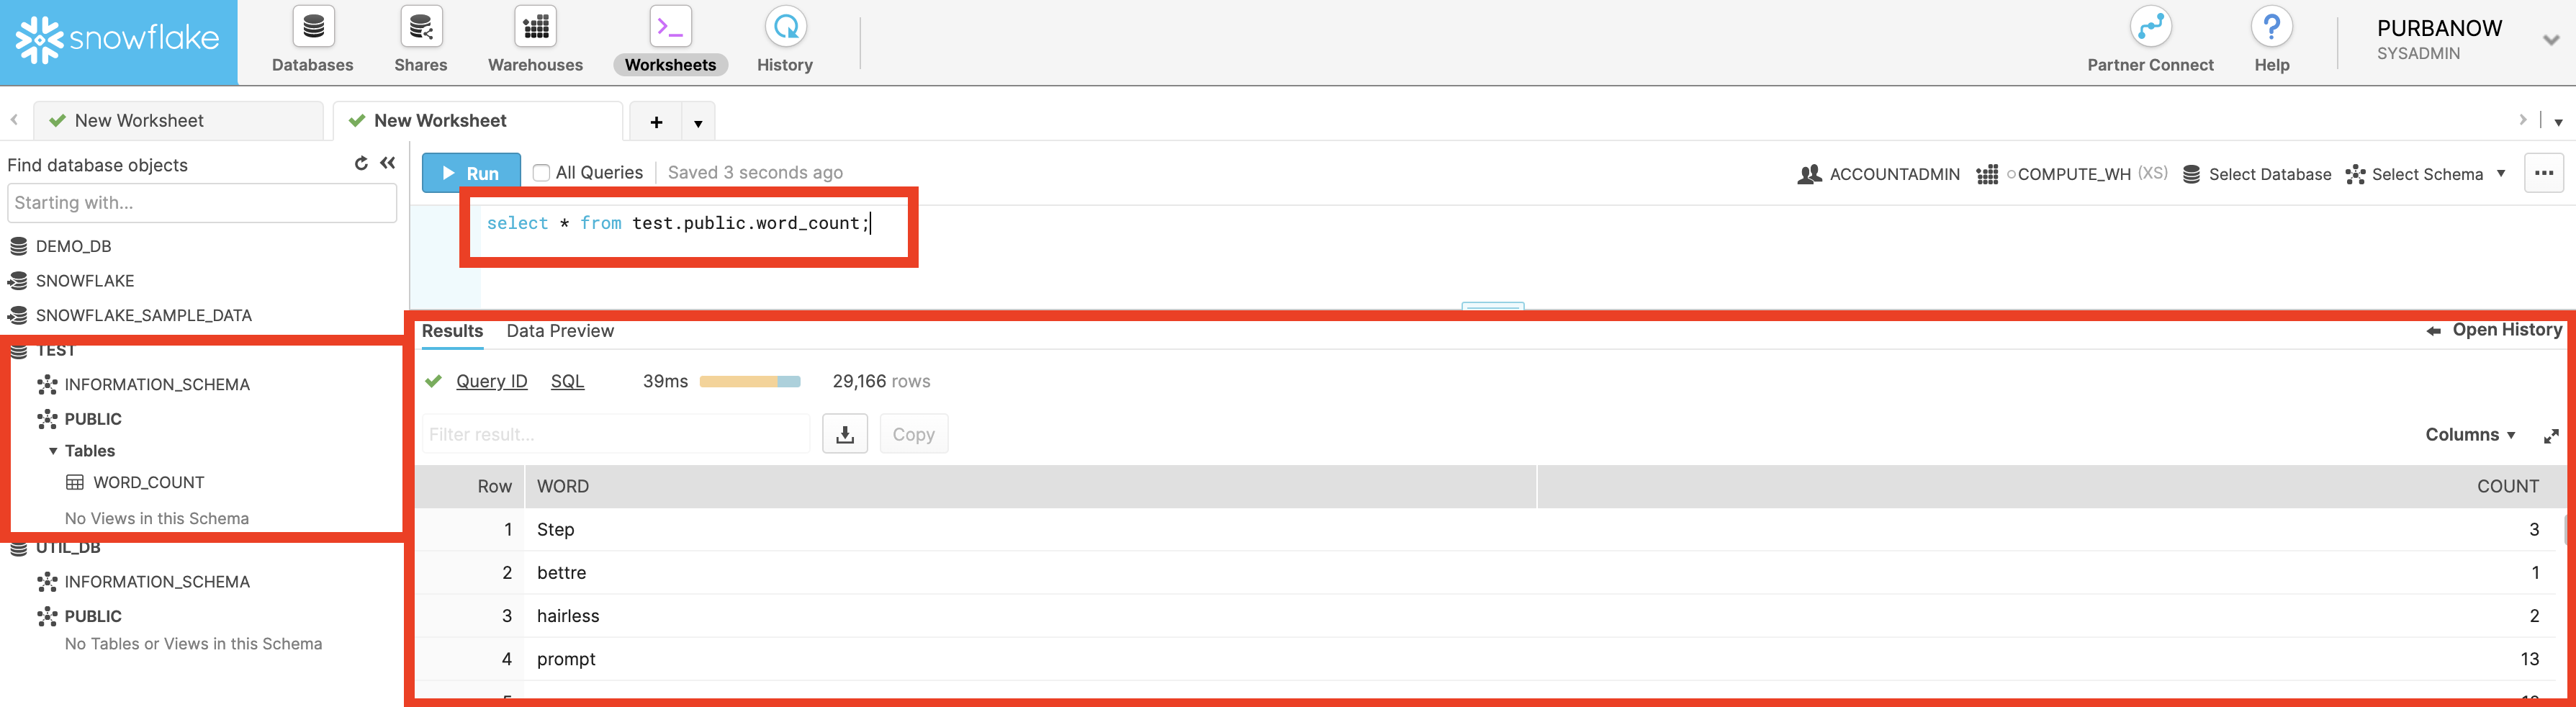 snowflake
Databases
Shares
Warehouses
Worksheets
History
Partner Connect
Help
PURBANOW
SYSADMIN
New Worksheet
New Worksheet
Find database objects
Starting with...
DEMO_DB
SNOWFLAKE
SNOWFLAKE_SAMPLE_DATA
TEST
INFORMATION_SCHEMA
PUBLIC
Tables
WORD_COUNT
No Views in this Schema
UTIL_DB
INFORMATION_SCHEMA
PUBLIC
No Tables or Views in this Schema
Run All Queries Saved 3 seconds ago
ACCOUNTADMIN COMPUTE_WH (XS) Select Database Select Schema
select * from test.public.word_count;
Results Data Preview Open History
Query ID SQL 39ms 29,166 rows
Filter result... Copy Columns
Row WORD COUNT
1 Step 3
2 bettre 1
3 hairless 2
4 prompt 13